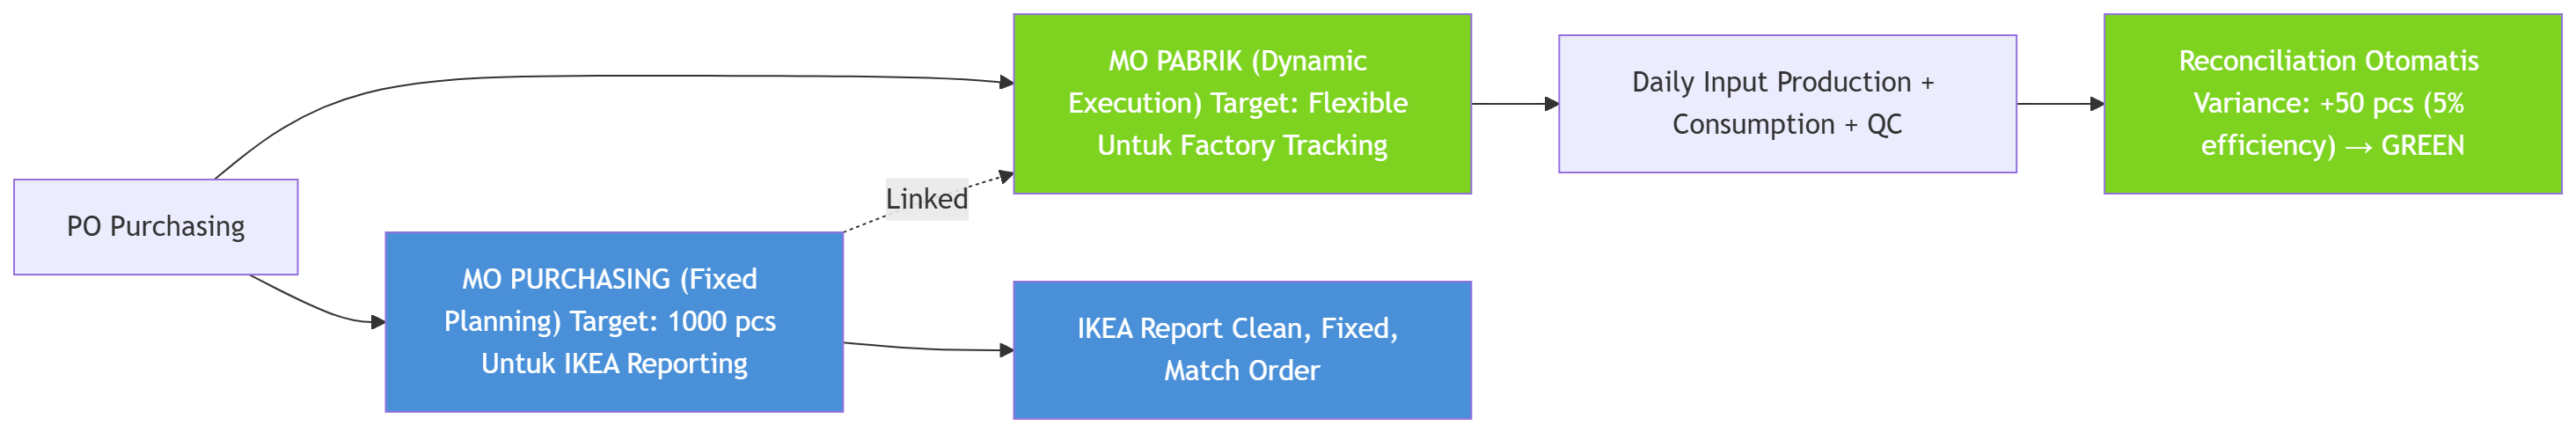 PO Purchasing
MO PURCHASING (Fixed
Planning) Target: 1000 pcs
Untuk IKEA Reporting
Linked
MO PABRIK (Dynamic
Execution) Target: Flexible
Untuk Factory Tracking
IKEA Report Clean, Fixed,
Match Order
Daily Input Production +
Consumption + QC
Reconciliation Otomatis
Variance: +50 pcs (5%
efficiency) → GREEN